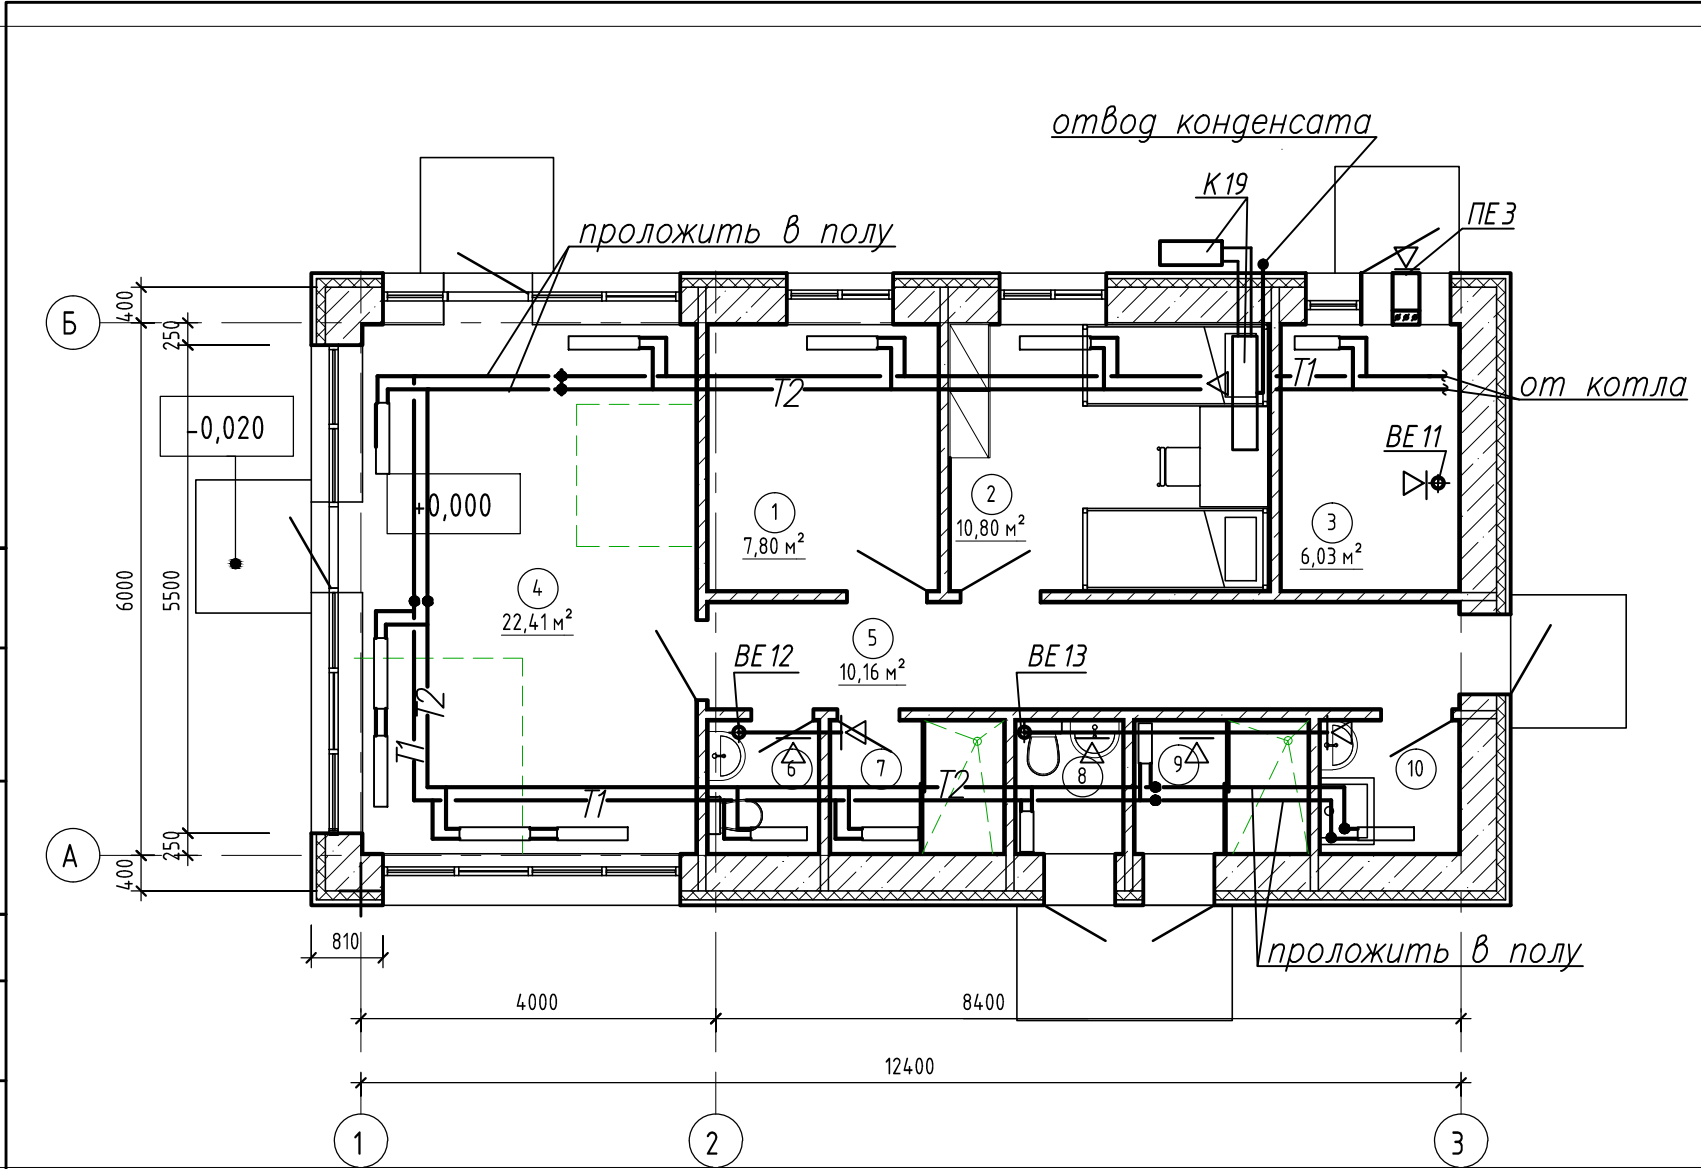 отвод конденсата
К19
ПЕ3
проложить в полу
400
Б
250
Т1
от котла
Т2
-0,020
ВЕ11
+0,000
1
7,80 м²
2
10,80 м²
3
6,03 м²
6000
5500
4
22,41 м²
5
10,16 м²
ВЕ12
ВЕ13
Т2
Т1
6
7
8
9
10
Т2
Т1
250
А
400
810
проложить в полу
4000
8400
12400
1
2
3